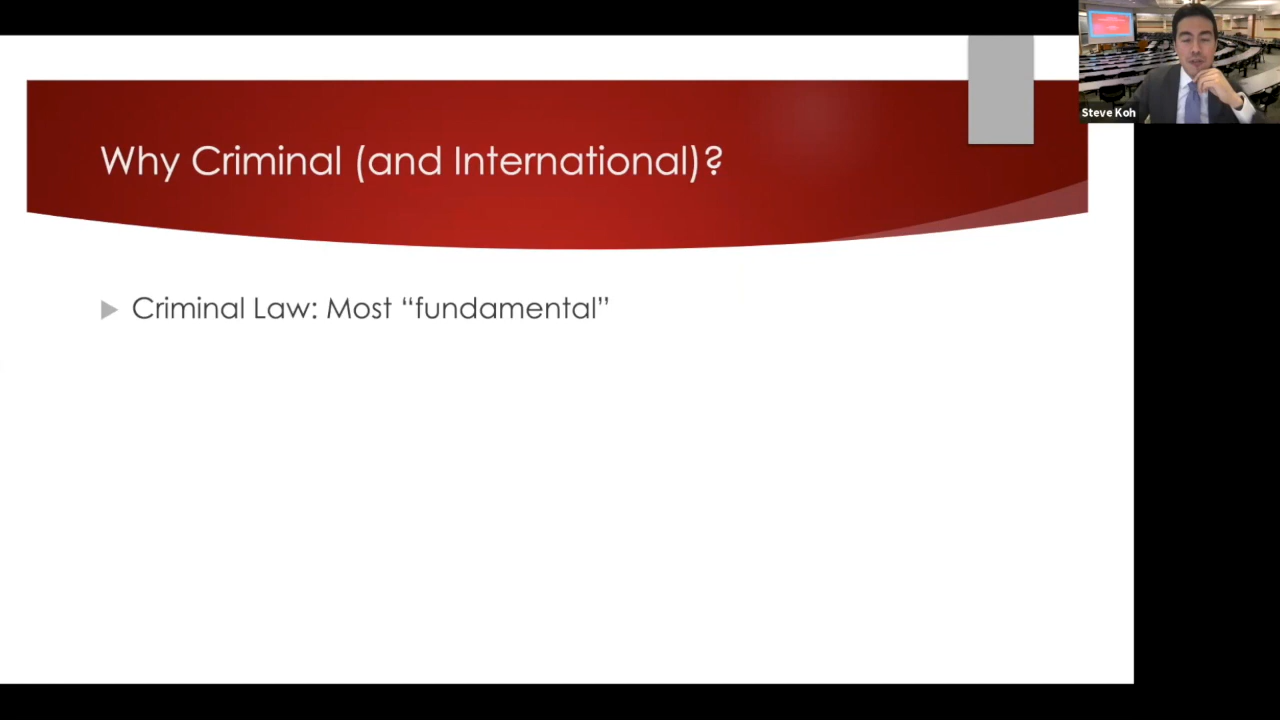 Steve Koh
Why Criminal (and International)?
Criminal Law: Most “fundamental”